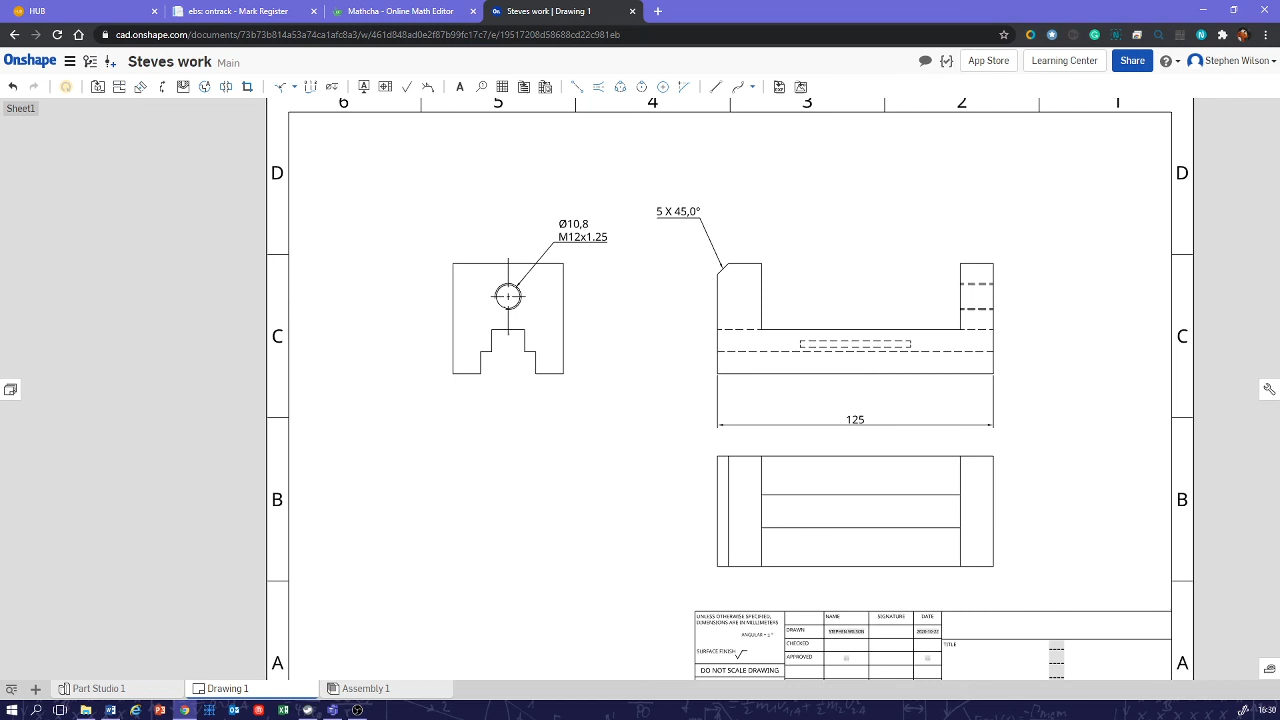 HUB
ebs: ontrack - Mark Register
Mathcha - Online Math Editor
Steves work | Drawing 1
cad.onshape.com/documents/73b73b814a53a74ca1afc8a3/w/461d848ad0e2f87b99fc17c7/e/19517208d58688cd22c981eb
Onshape
Steves work Main
App Store
Learning Center
Share
Stephen Wilson
Sheet1
6 5 4 3 2 1
D D
5 X 45,0°
Ø10,8
M12x1.25
C C
125
B B
UNLESS OTHERWISE SPECIFIED,
DIMENSIONS ARE IN MILLIMETERS
ANGULAR = ± °
SURFACE FINISH
DO NOT SCALE DRAWING
NAME SIGNATURE DATE
DRAWN STEPHEN WILSON 2020-10-22
CHECKED
APPROVED
TITLE
A A
Part Studio 1
Drawing 1
Assembly 1
16:30